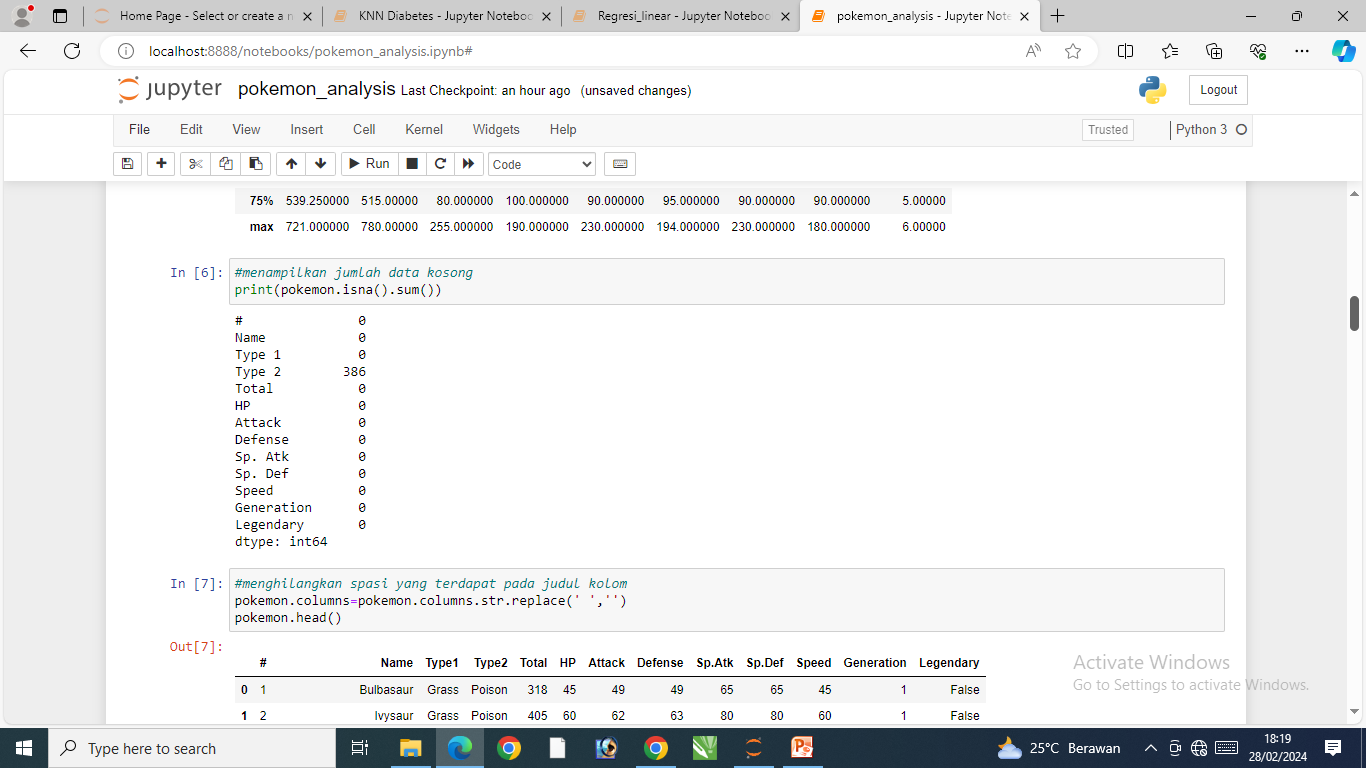 Home Page - Select or create a n
KNN Diabetes - Jupyter Noteboo
Regresi_linear - Jupyter Noteboo
pokemon_analysis - Jupyter Note
localhost:8888/notebooks/pokemon_analysis.ipynb#
jupyter pokemon_analysis Last Checkpoint: an hour ago (unsaved changes)
Logout
File Edit View Insert Cell Kernel Widgets Help
Trusted Python 3
Run Code
75% 539.250000 515.00000 80.000000 100.000000 90.000000 95.000000 90.000000 90.000000 5.00000
max 721.000000 780.00000 255.000000 190.000000 230.000000 194.000000 230.000000 180.000000 6.00000
In [6]: #menampilkan jumlah data kosong
print(pokemon.isna().sum())
# 0
Name 0
Type 1 0
Type 2 386
Total 0
HP 0
Attack 0
Defense 0
Sp. Atk 0
Sp. Def 0
Speed 0
Generation 0
Legendary 0
dtype: int64
In [7]: #menghilangkan spasi yang terdapat pada judul kolom
pokemon.columns=pokemon.columns.str.replace(' ','')
pokemon.head()
Out[7]:
# Name Type1 Type2 Total HP Attack Defense Sp.Atk Sp.Def Speed Generation Legendary
0 1 Bulbasaur Grass Poison 318 45 49 49 65 65 45 1 False
1 2 Ivysaur Grass Poison 405 60 62 63 80 80 60 1 False
Activate Windows
Go to Settings to activate Windows.
Type here to search
25°C Berawan
18:19
28/02/2024